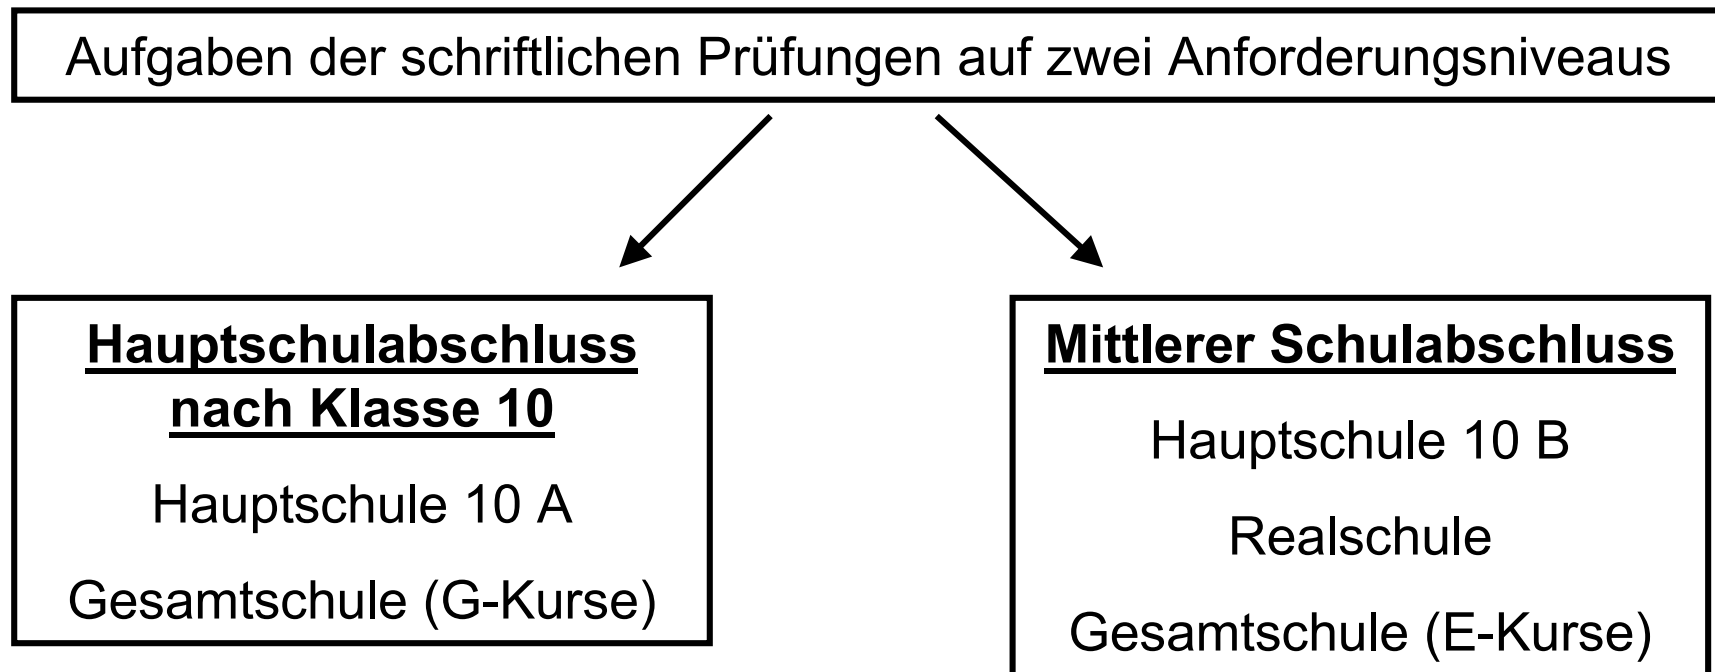 Aufgaben der schriftlichen Prüfungen auf zwei Anforderungsniveaus
Hauptschulabschluss
nach Klasse 10
Hauptschule 10 A
Gesamtschule (G-Kurse)
Mittlerer Schulabschluss
Hauptschule 10 B
Realschule
Gesamtschule (E-Kurse)